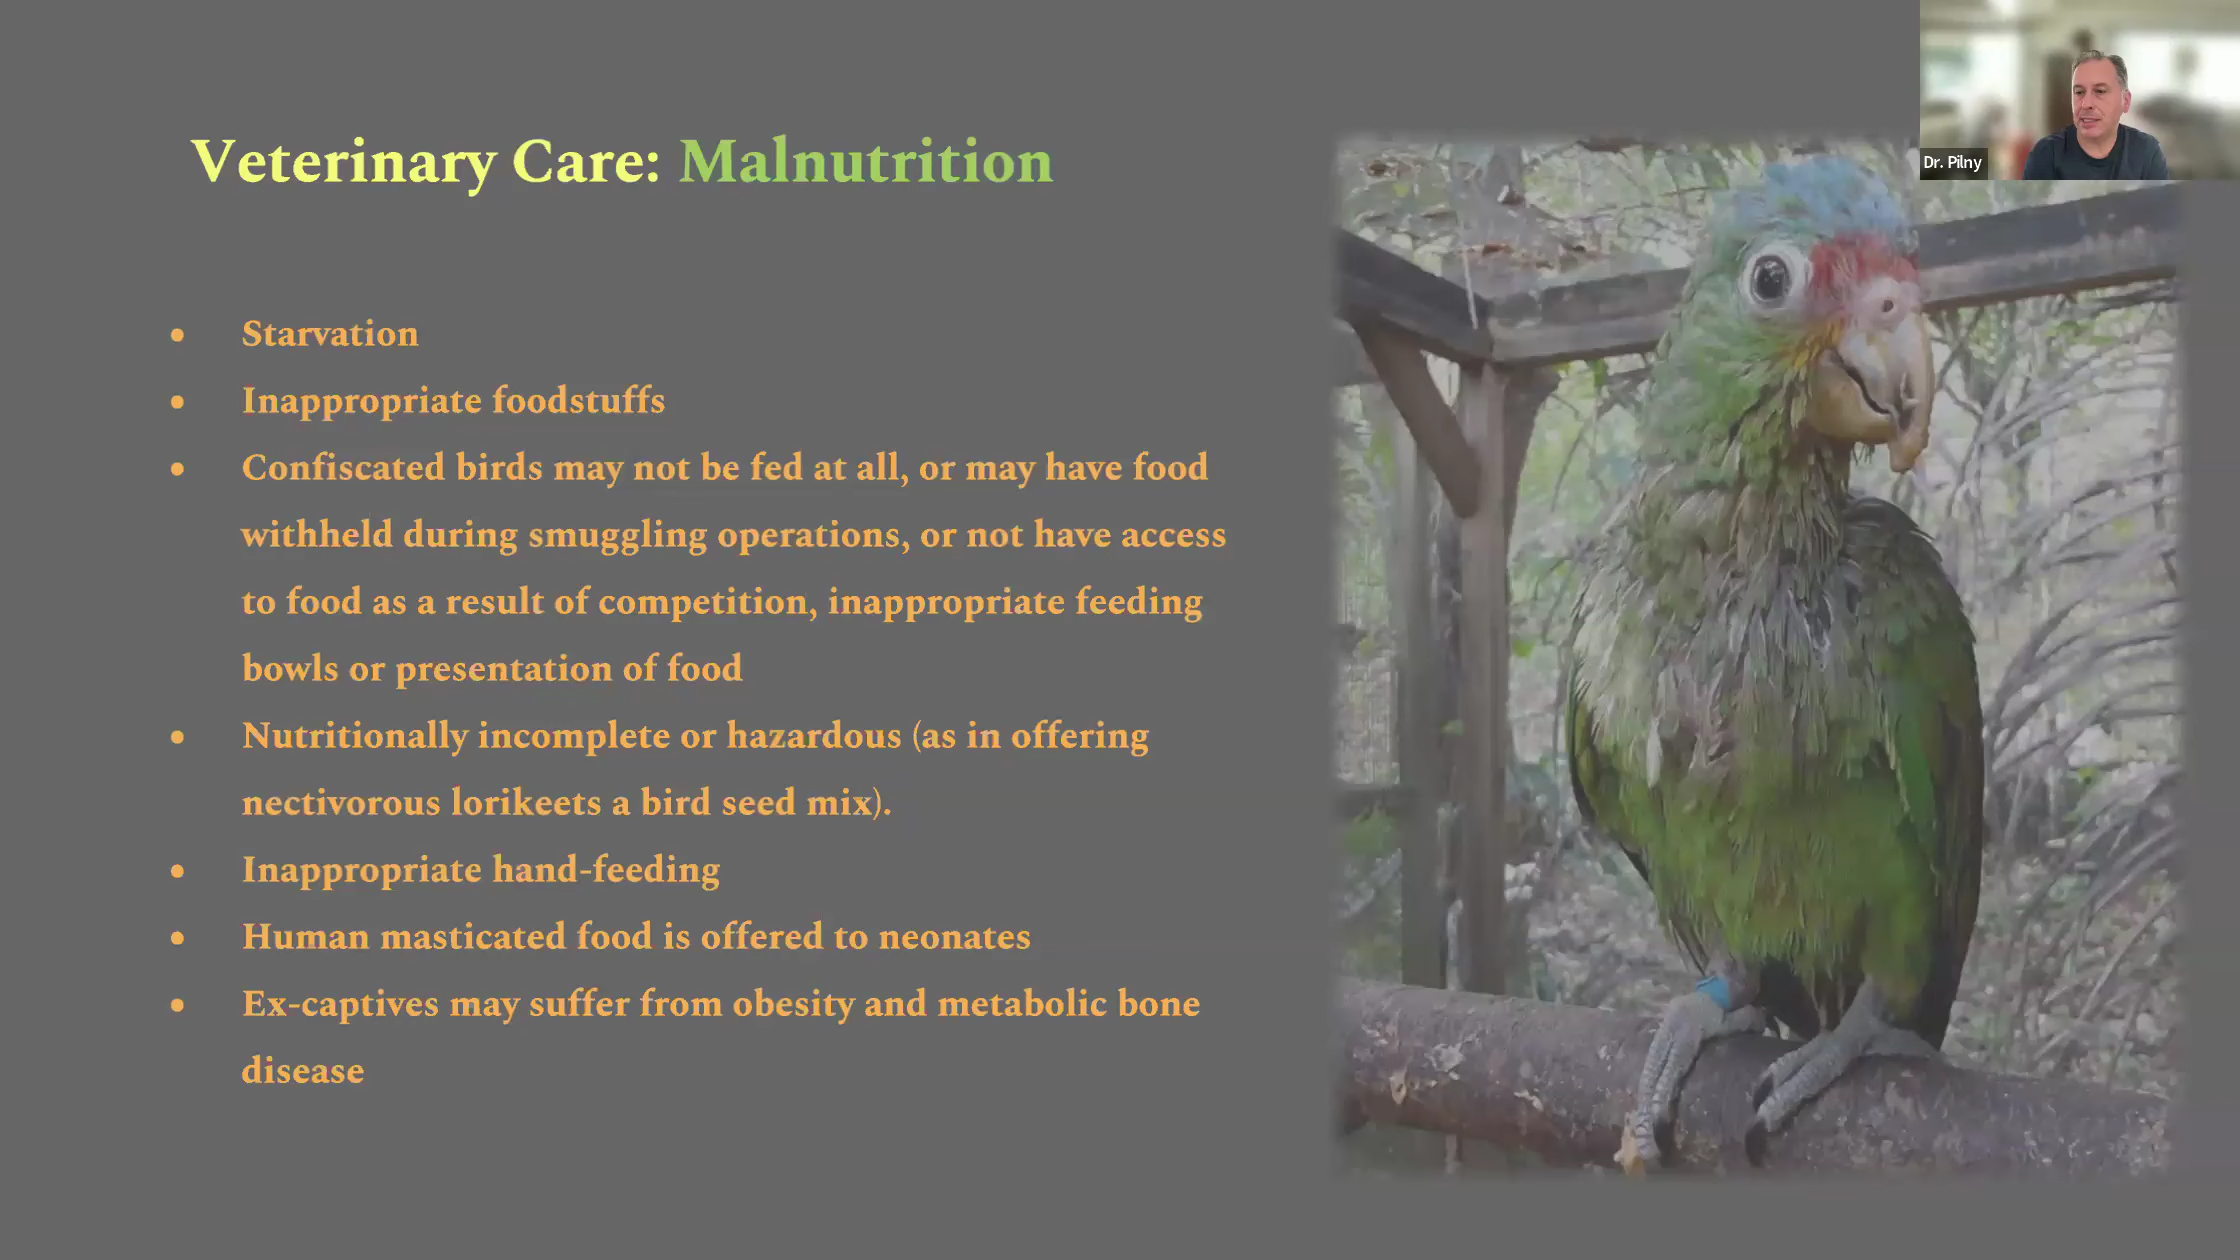 Veterinary Care: Malnutrition
Dr. Pilny
• Starvation
• Inappropriate foodstuffs
• Confiscated birds may not be fed at all, or may have food
withheld during smuggling operations, or not have access
to food as a result of competition, inappropriate feeding
bowls or presentation of food
• Nutritionally incomplete or hazardous (as in offering
nectivorous lorikeets a bird seed mix).
• Inappropriate hand-feeding
• Human masticated food is offered to neonates
• Ex-captives may suffer from obesity and metabolic bone
disease